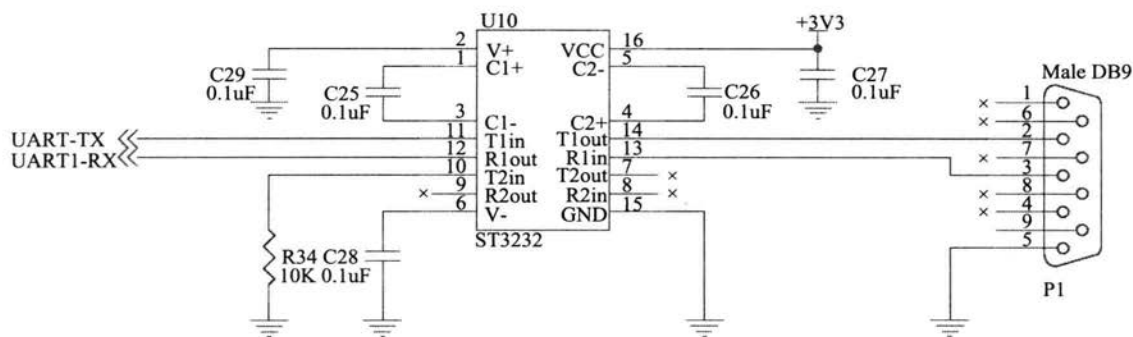 U10
+3V3
2 V+ VCC 16
1 C1+ C2- 5
C29
0.1uF
C25
0.1uF
C26
0.1uF
C27
0.1uF
Male DB9
3 C1- C2+ 4
UART-TX
11 T1in T1out 14
UART1-RX
12 R1out R1in 13
10 T2in T2out 7 ×
× 9 R2out R2in 8 ×
6 V- GND 15
ST3232
R34 C28
10K 0.1uF
× 1
× 6
2
× 7
3
× 8
× 4
9
5
P1